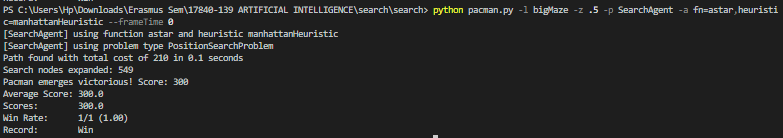 PS C:\Users\Hp\Downloads\Erasmus Sem\17840-139 ARTIFICIAL INTELLIGENCE\search\search> python pacman.py -l bigMaze -z .5 -p SearchAgent -a fn=astar,heuristi
c=manhattanHeuristic --frameTime 0
[SearchAgent] using function astar and heuristic manhattanHeuristic
[SearchAgent] using problem type PositionSearchProblem
Path found with total cost of 210 in 0.1 seconds
Search nodes expanded: 549
Pacman emerges victorious! Score: 300
Average Score: 300.0
Scores:        300.0
Win Rate:      1/1 (1.00)
Record:        Win